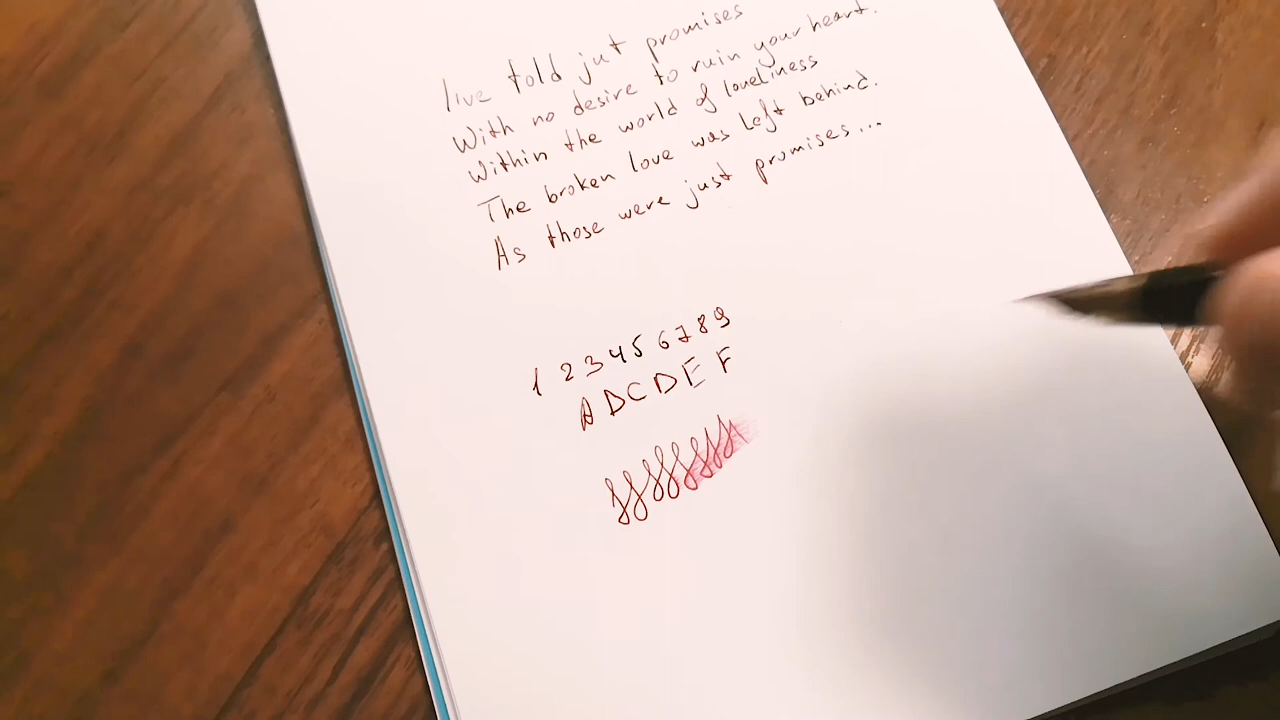 I've told just promises
With no desire to ruin your heart.
Within the world of loneliness
The broken love was left behind.
As those were just promises...
1 2 3 4 5 6 7 8 9
A D C D E F